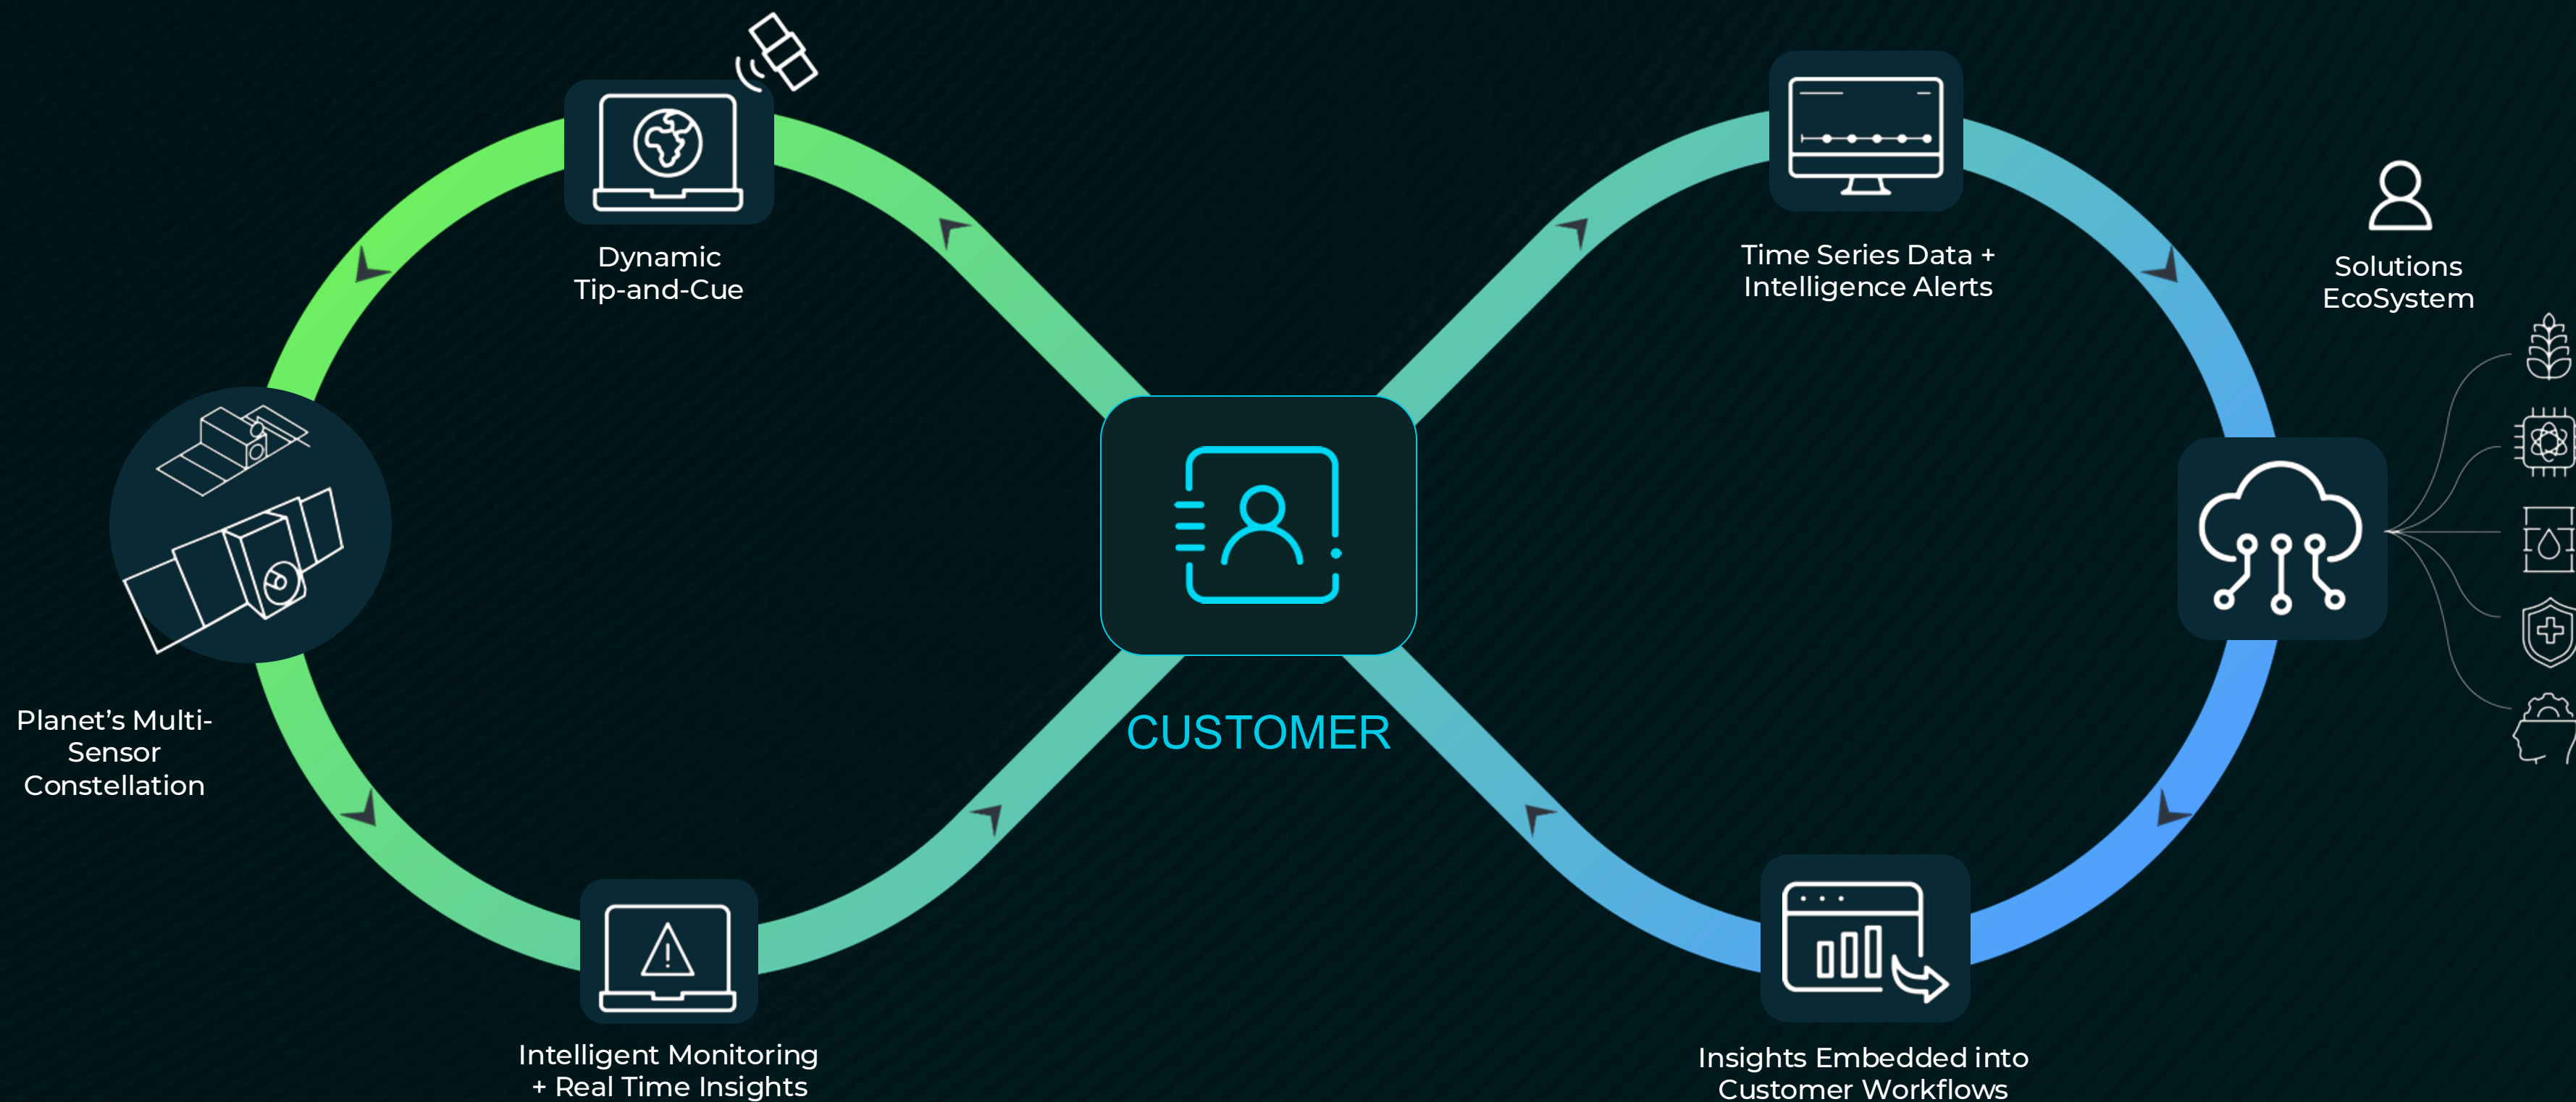 Dynamic
Tip-and-Cue
Time Series Data +
Intelligence Alerts
Solutions
EcoSystem
Planet’s Multi-
Sensor
Constellation
CUSTOMER
Intelligent Monitoring
+ Real Time Insights
Insights Embedded into
Customer Workflows